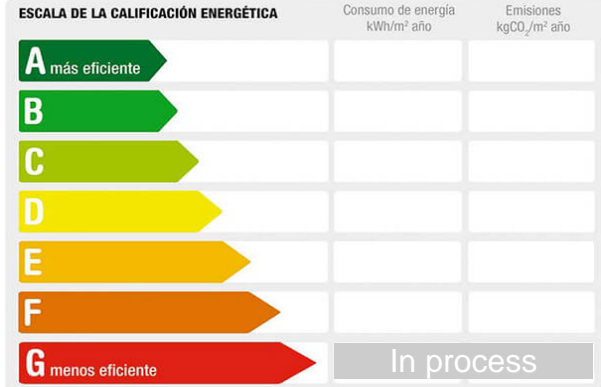 ESCALA DE LA CALIFICACIÓN ENERGÉTICA
Consumo de energía
kWh/m² año
Emisiones
kgCO₂/m² año
A más eficiente
B
C
D
E
F
G menos eficiente
In process